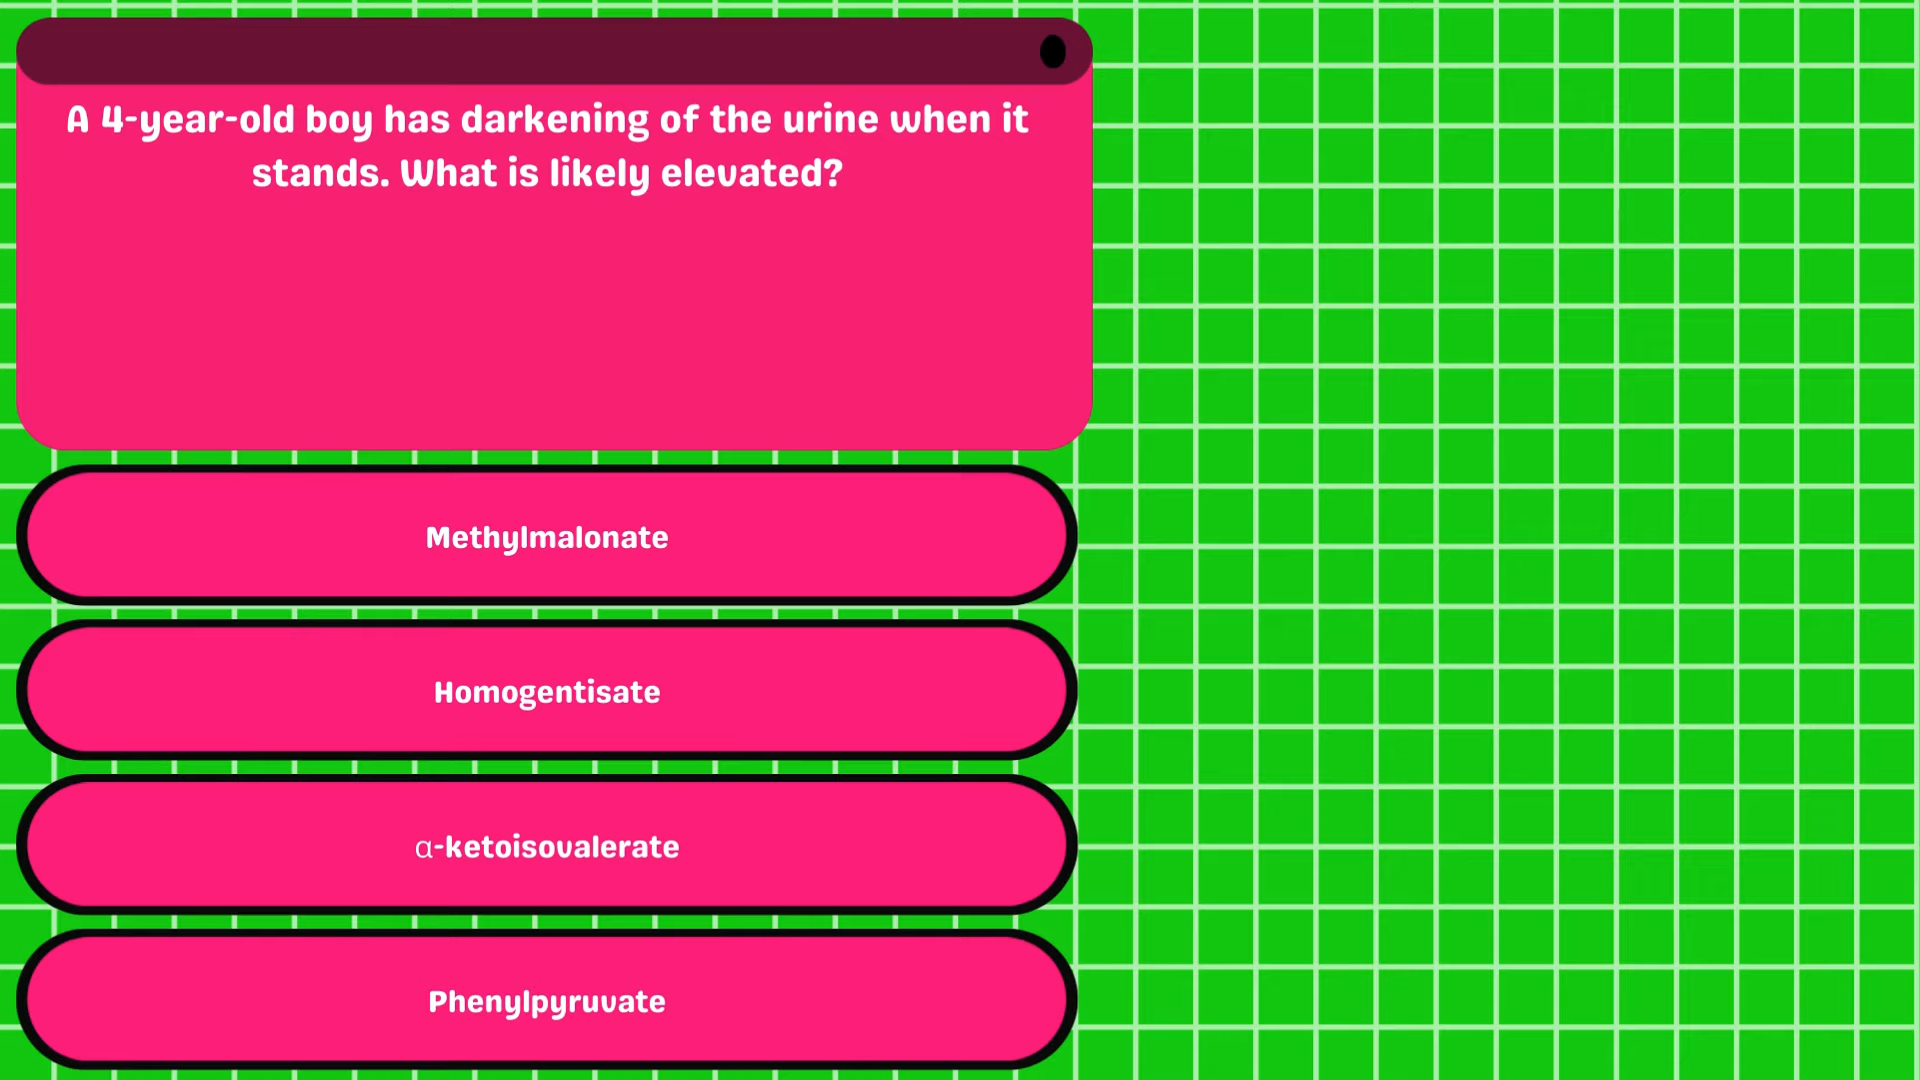 A 4-year-old boy has darkening of the urine when it
stands. What is likely elevated?
Methylmalonate
Homogentisate
α-ketoisovalerate
Phenylpyruvate